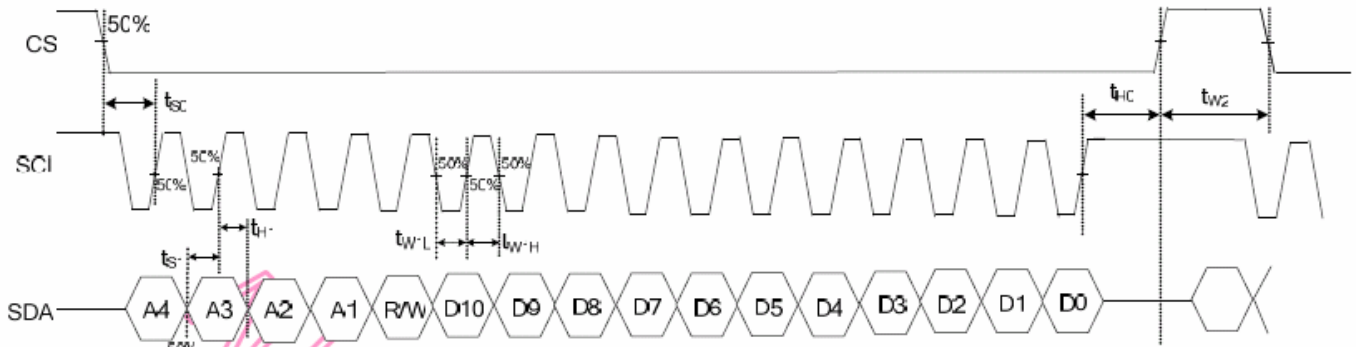 50%
CS
tSC
tHC
tW2
SCI
50%
50%
50%
50%
50%
tH-
tS-
tW-L
tW-H
SDA
A4
A3
A2
A1
R/W
D10
D9
D8
D7
D6
D5
D4
D3
D2
D1
D0